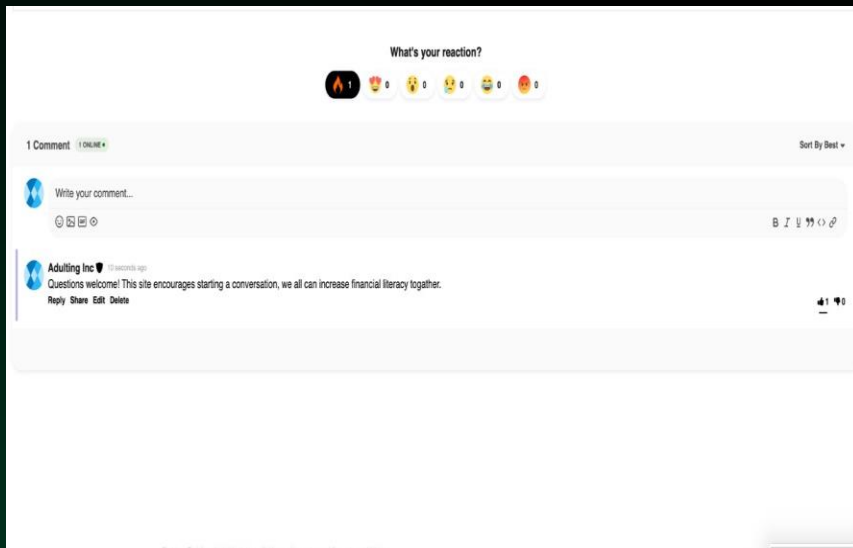 What's your reaction?
1 0 0 0 0 0
1 Comment 1 ONLINE Sort By Best
Write your comment...
GIF B I U
Adulting Inc 12 seconds ago
Questions welcome! This site encourages starting a conversation, we all can increase financial literacy togather.
Reply Share Edit Delete 1 0